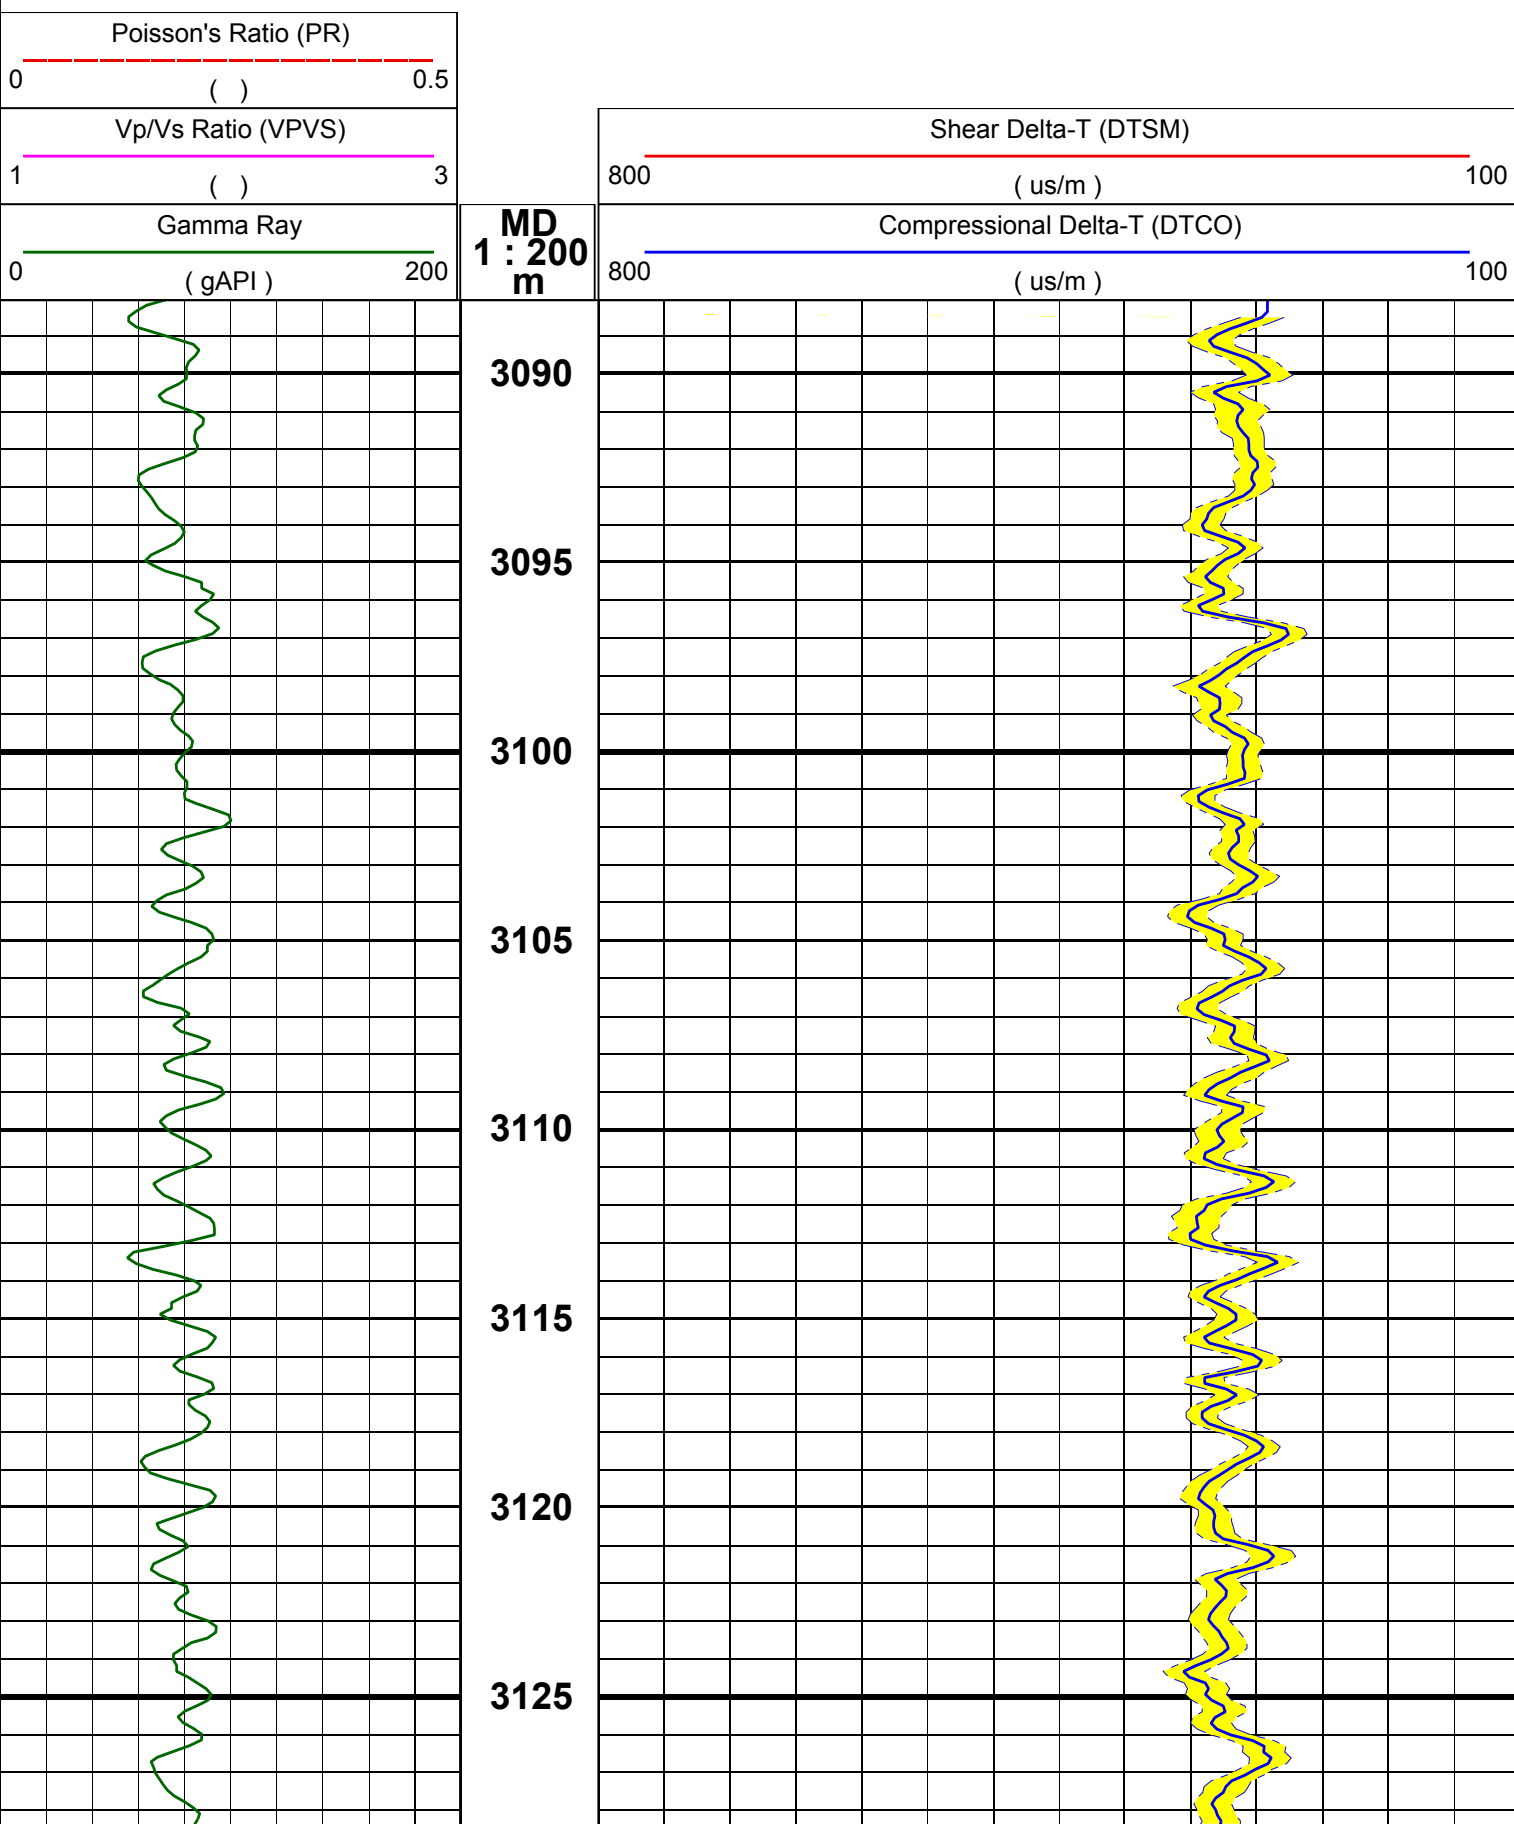 Poisson's Ratio (PR)
0 ( ) 0.5
Vp/Vs Ratio (VPVS)
1 ( ) 3
Gamma Ray
0 ( gAPI ) 200
MD
1 : 200
m
Shear Delta-T (DTSM)
800 ( us/m ) 100
Compressional Delta-T (DTCO)
800 ( us/m ) 100
3090
3095
3100
3105
3110
3115
3120
3125